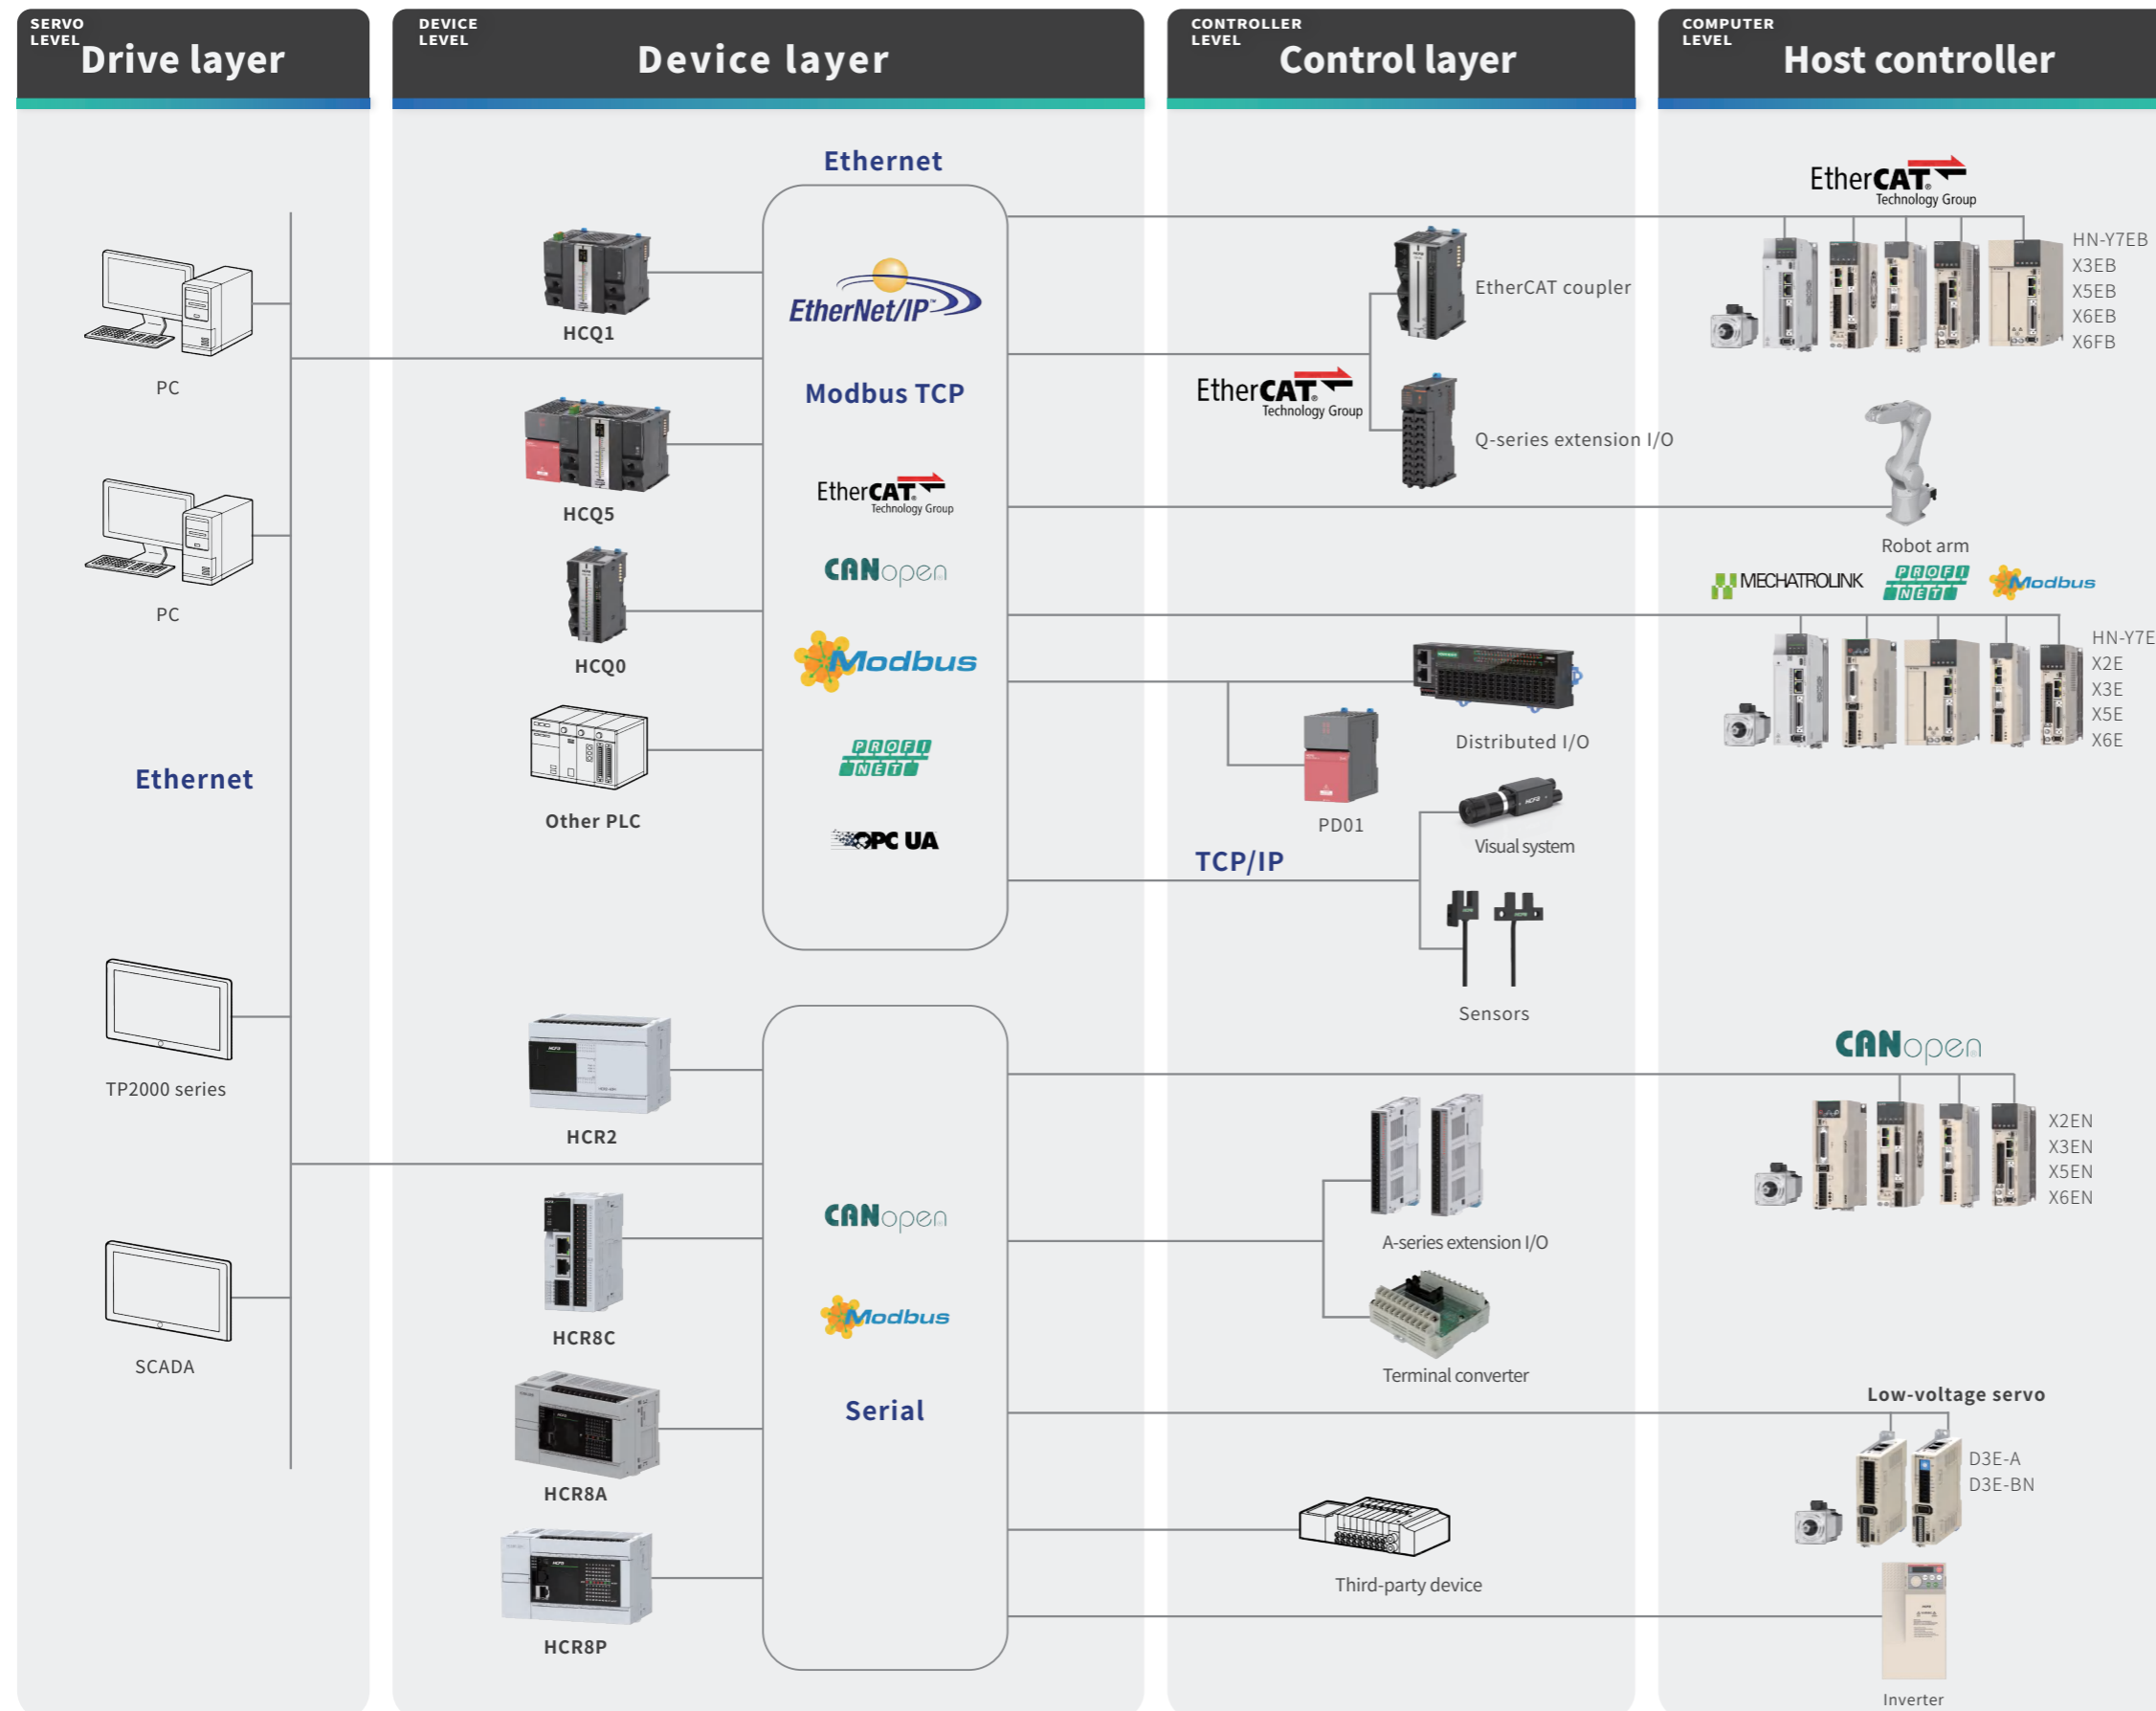 SERVO
LEVEL
Drive layer
PC
PC
Ethernet
TP2000 series
SCADA
DEVICE
LEVEL
Device layer
HCQ1
HCQ5
HCQ0
Other PLC
Ethernet
EtherNet/IP™
Modbus TCP
EtherCAT®
Technology Group
CANopen
Modbus
PROFI
NET
OPC UA
HCR2
HCR8C
HCR8A
HCR8P
CANopen
Modbus
Serial
CONTROLLER
LEVEL
Control layer
EtherCAT coupler
EtherCAT®
Technology Group
Q-series extension I/O
Distributed I/O
PD01
TCP/IP
HCFA
Visual system
Sensors
A-series extension I/O
Terminal converter
Third-party device
COMPUTER
LEVEL
Host controller
EtherCAT®
Technology Group
HN-Y7EB
X3EB
X5EB
X6EB
X6FB
Robot arm
MECHATROLINK
PROFI
NET
Modbus
HN-Y7E
X2E
X3E
X5E
X6E
CANopen
X2EN
X3EN
X5EN
X6EN
Low-voltage servo
D3E-A
D3E-BN
Inverter